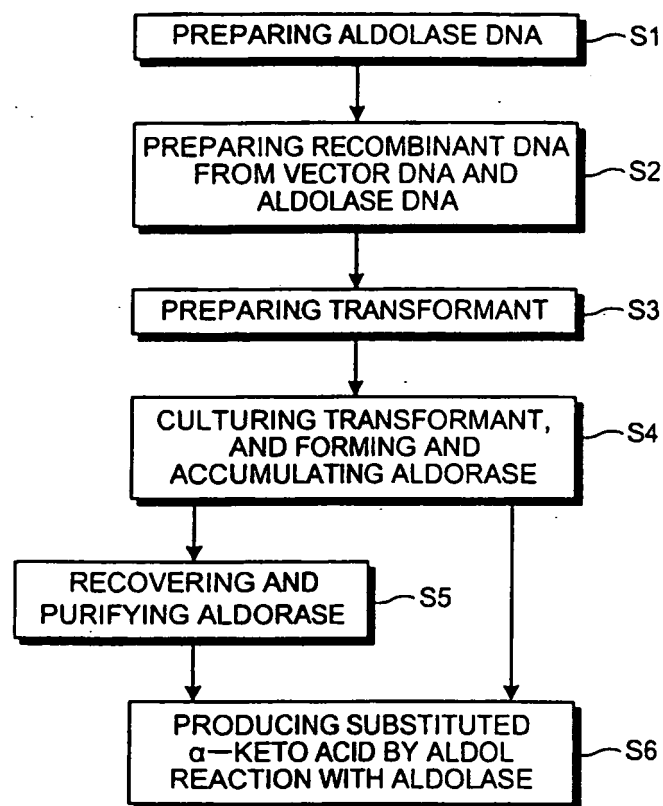 PREPARING ALDOLASE DNA
S1
PREPARING RECOMBINANT DNA
FROM VECTOR DNA AND
ALDOLASE DNA
S2
PREPARING TRANSFORMANT
S3
CULTURING TRANSFORMANT,
AND FORMING AND
ACCUMULATING ALDORASE
S4
RECOVERING AND
PURIFYING ALDORASE
S5
PRODUCING SUBSTITUTED
α—KETO ACID BY ALDOL
REACTION WITH ALDOLASE
S6